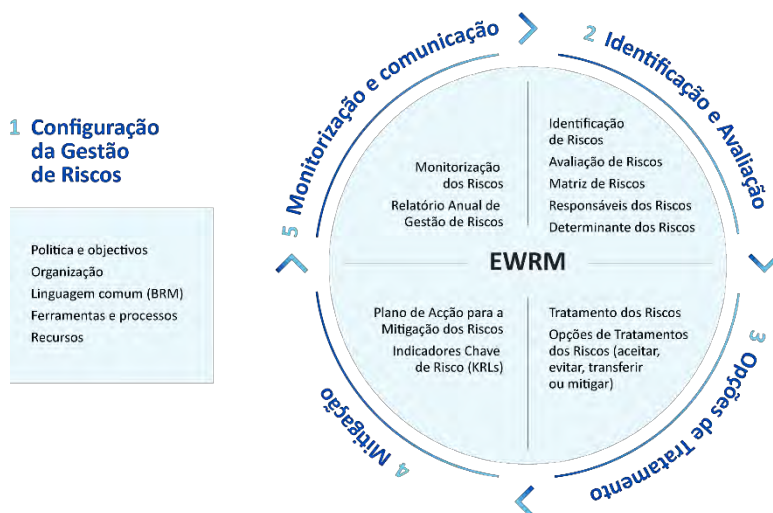 1 Configuração
da Gestão
de Riscos
Politica e objectivos
Organização
Linguagem comum (BRM)
Ferramentas e processos
Recursos
2 Identificação e Avaliação
Identificação
de Riscos
Avaliação de Riscos
Matriz de Riscos
Responsáveis dos Riscos
Determinante dos Riscos
3 Opções de Tratamento
Tratamento dos Riscos
Opções de Tratamentos
dos Riscos (aceitar,
evitar, transferir
ou mitigar)
4 Mitigação
Plano de Acção para a
Mitigação dos Riscos
Indicadores Chave
de Risco (KRLs)
5 Monitorização e comunicação
Monitorização
dos Riscos
Relatório Anual de
Gestão de Riscos
EWRM